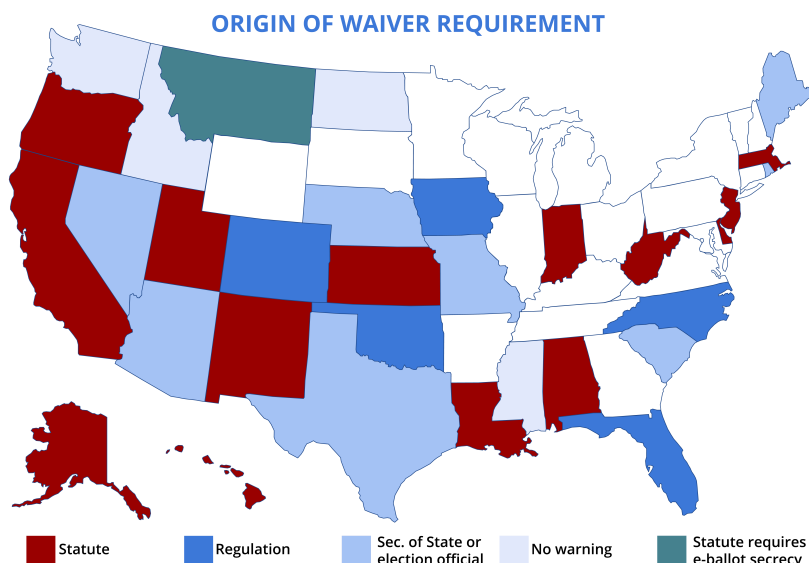 ORIGIN OF WAIVER REQUIREMENT
Statute
Regulation
Sec. of State or
election official
No warning
Statute requires
e-ballot secrecy